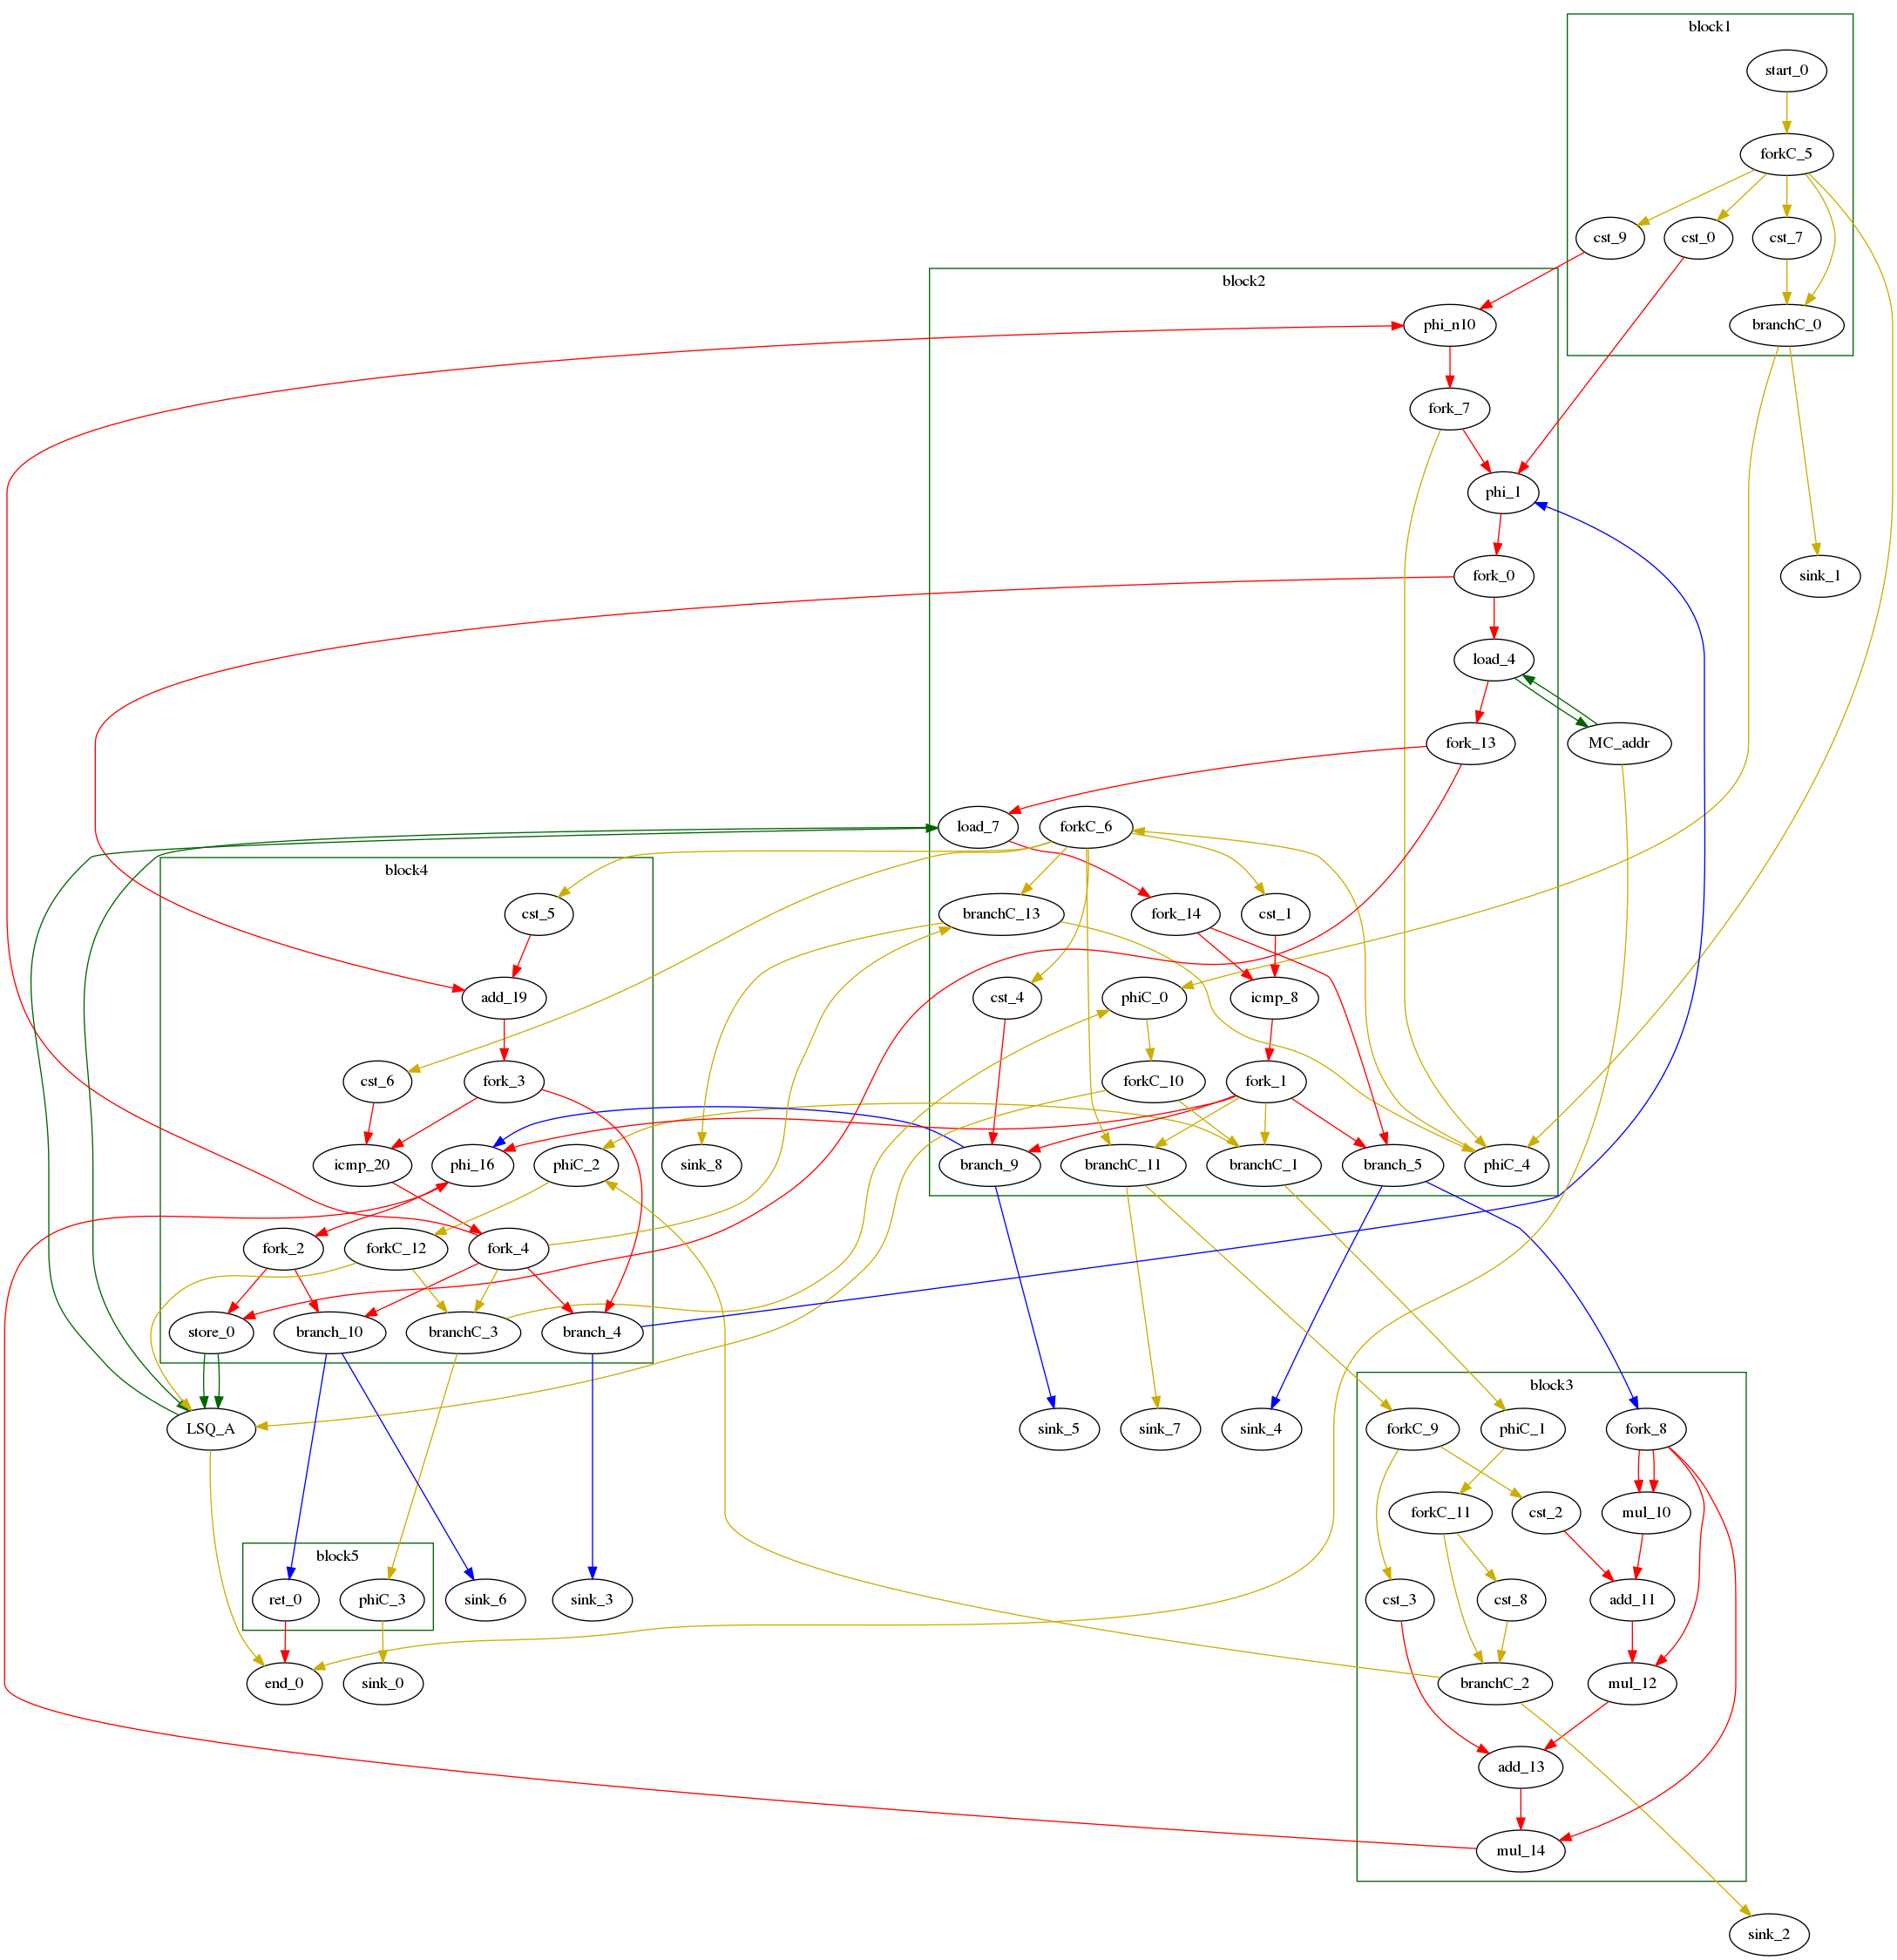 block1
start_0
forkC_5
cst_9
cst_0
cst_7
branchC_0
block2
phi_n10
fork_7
phi_1
fork_0
sink_1
load_4
fork_13
MC_addr
load_7
forkC_6
block4
cst_5
branchC_13
fork_14
cst_1
add_19
cst_4
phiC_0
icmp_8
cst_6
fork_3
forkC_10
fork_1
icmp_20
phi_16
phiC_2
sink_8
branch_9
branchC_11
branchC_1
branch_5
phiC_4
fork_2
forkC_12
fork_4
store_0
branch_10
branchC_3
branch_4
block3
LSQ_A
sink_5
sink_7
sink_4
forkC_9
phiC_1
fork_8
forkC_11
cst_2
mul_10
block5
ret_0
phiC_3
sink_6
sink_3
cst_3
cst_8
add_11
end_0
sink_0
branchC_2
mul_12
add_13
mul_14
sink_2